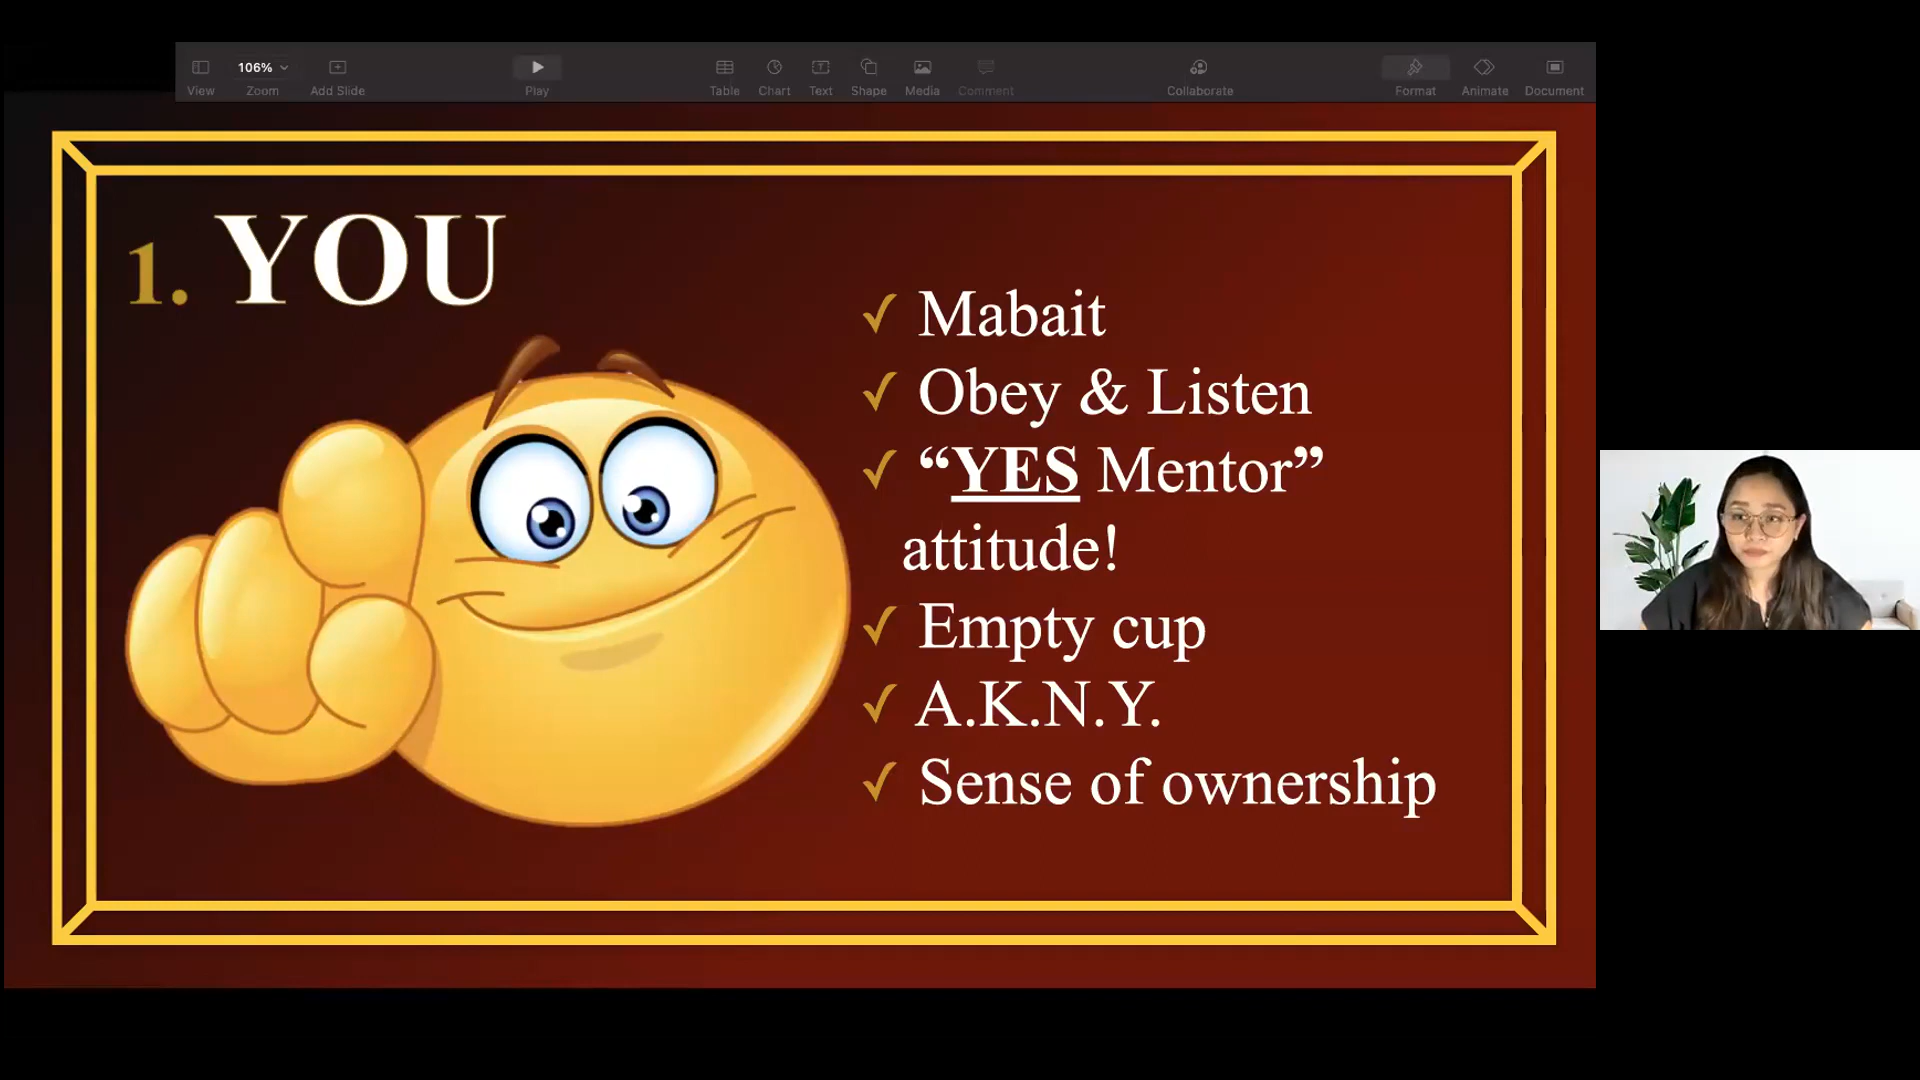 106%
View
Zoom
Add Slide
Play
Table
Chart
Text
Shape
Media
Comment
Collaborate
Format
Animate
Document
1. YOU
✓ Mabait
✓ Obey & Listen
✓ “YES Mentor”
attitude!
✓ Empty cup
✓ A.K.N.Y.
✓ Sense of ownership